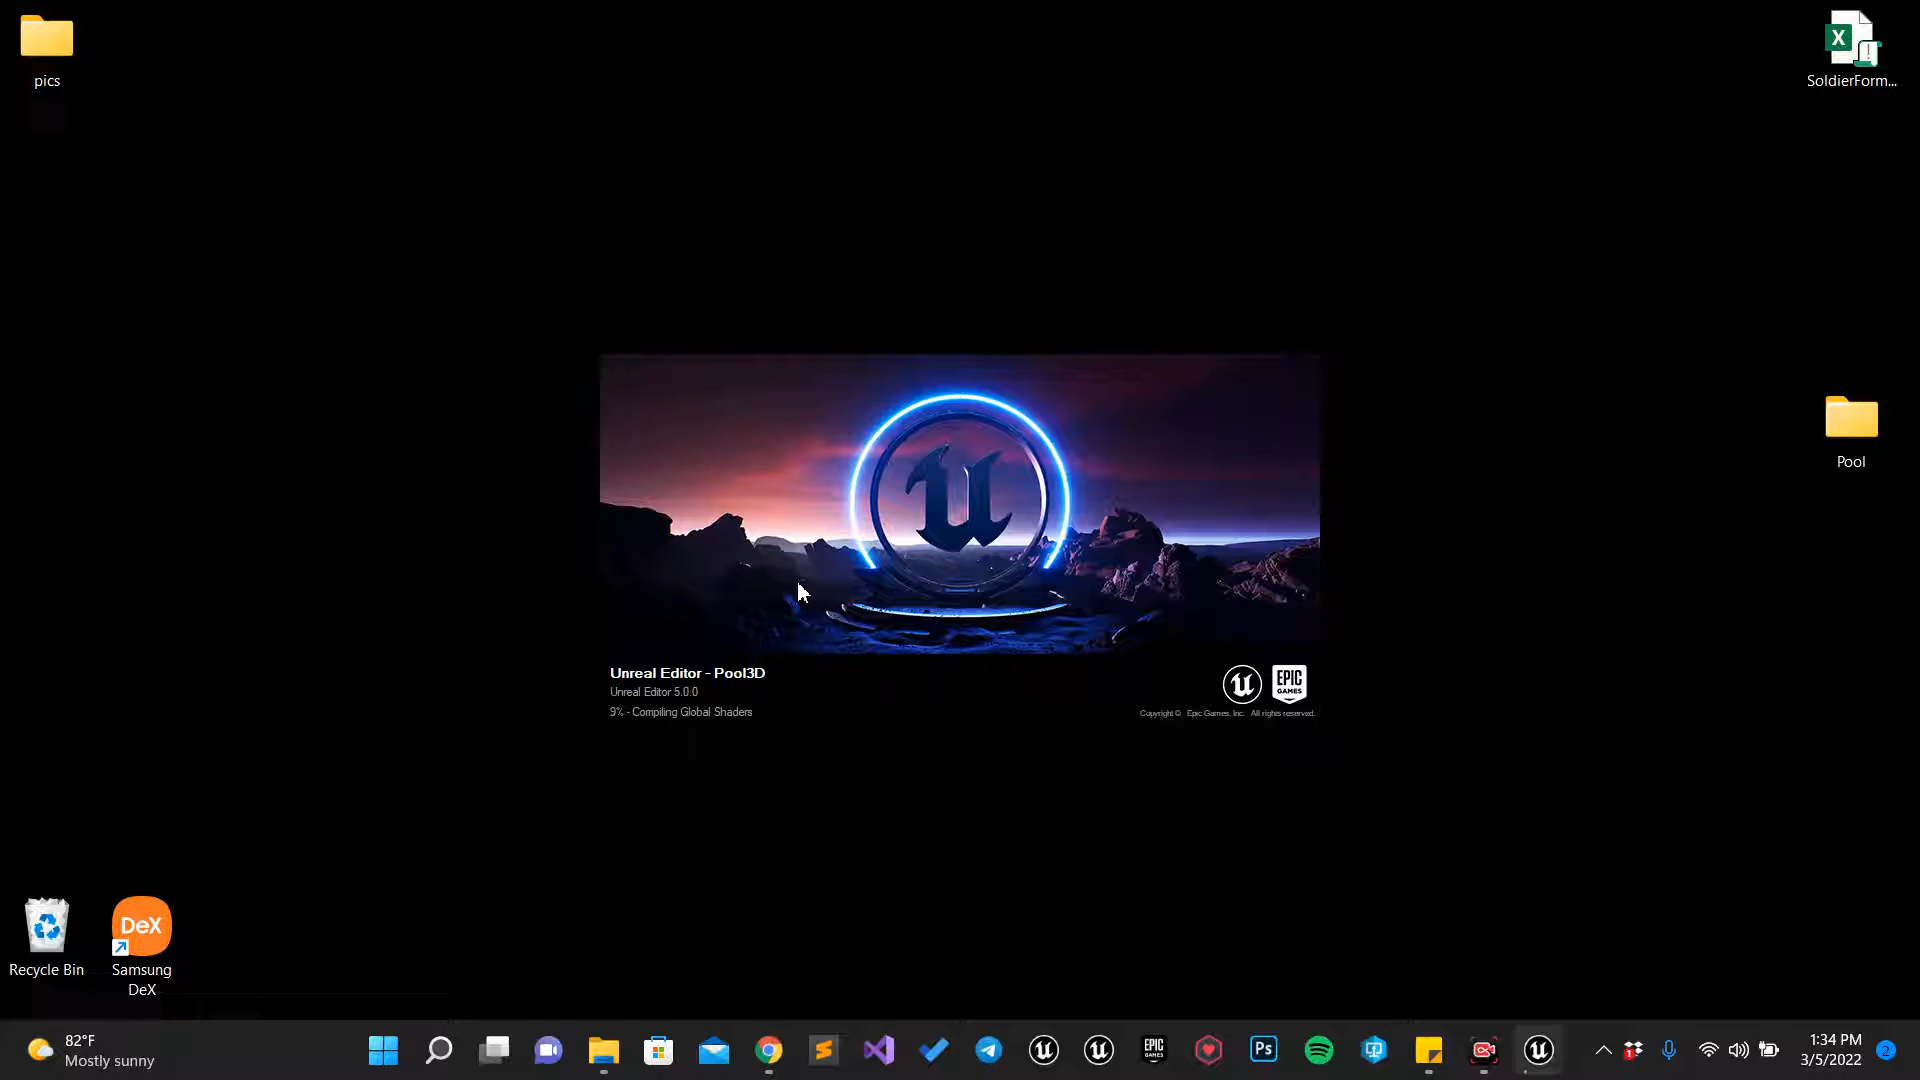 pics
X
SoldierForm...
Pool
Unreal Editor - Pool3D
Unreal Editor 5.0.0
9% - Compiling Global Shaders
EPIC
GAMES
Copyright © Epic Games, Inc. All rights reserved.
Recycle Bin
DeX
Samsung
DeX
82°F
Mostly sunny
EPIC
GAMES
Ps
1
1:34 PM
3/5/2022
2